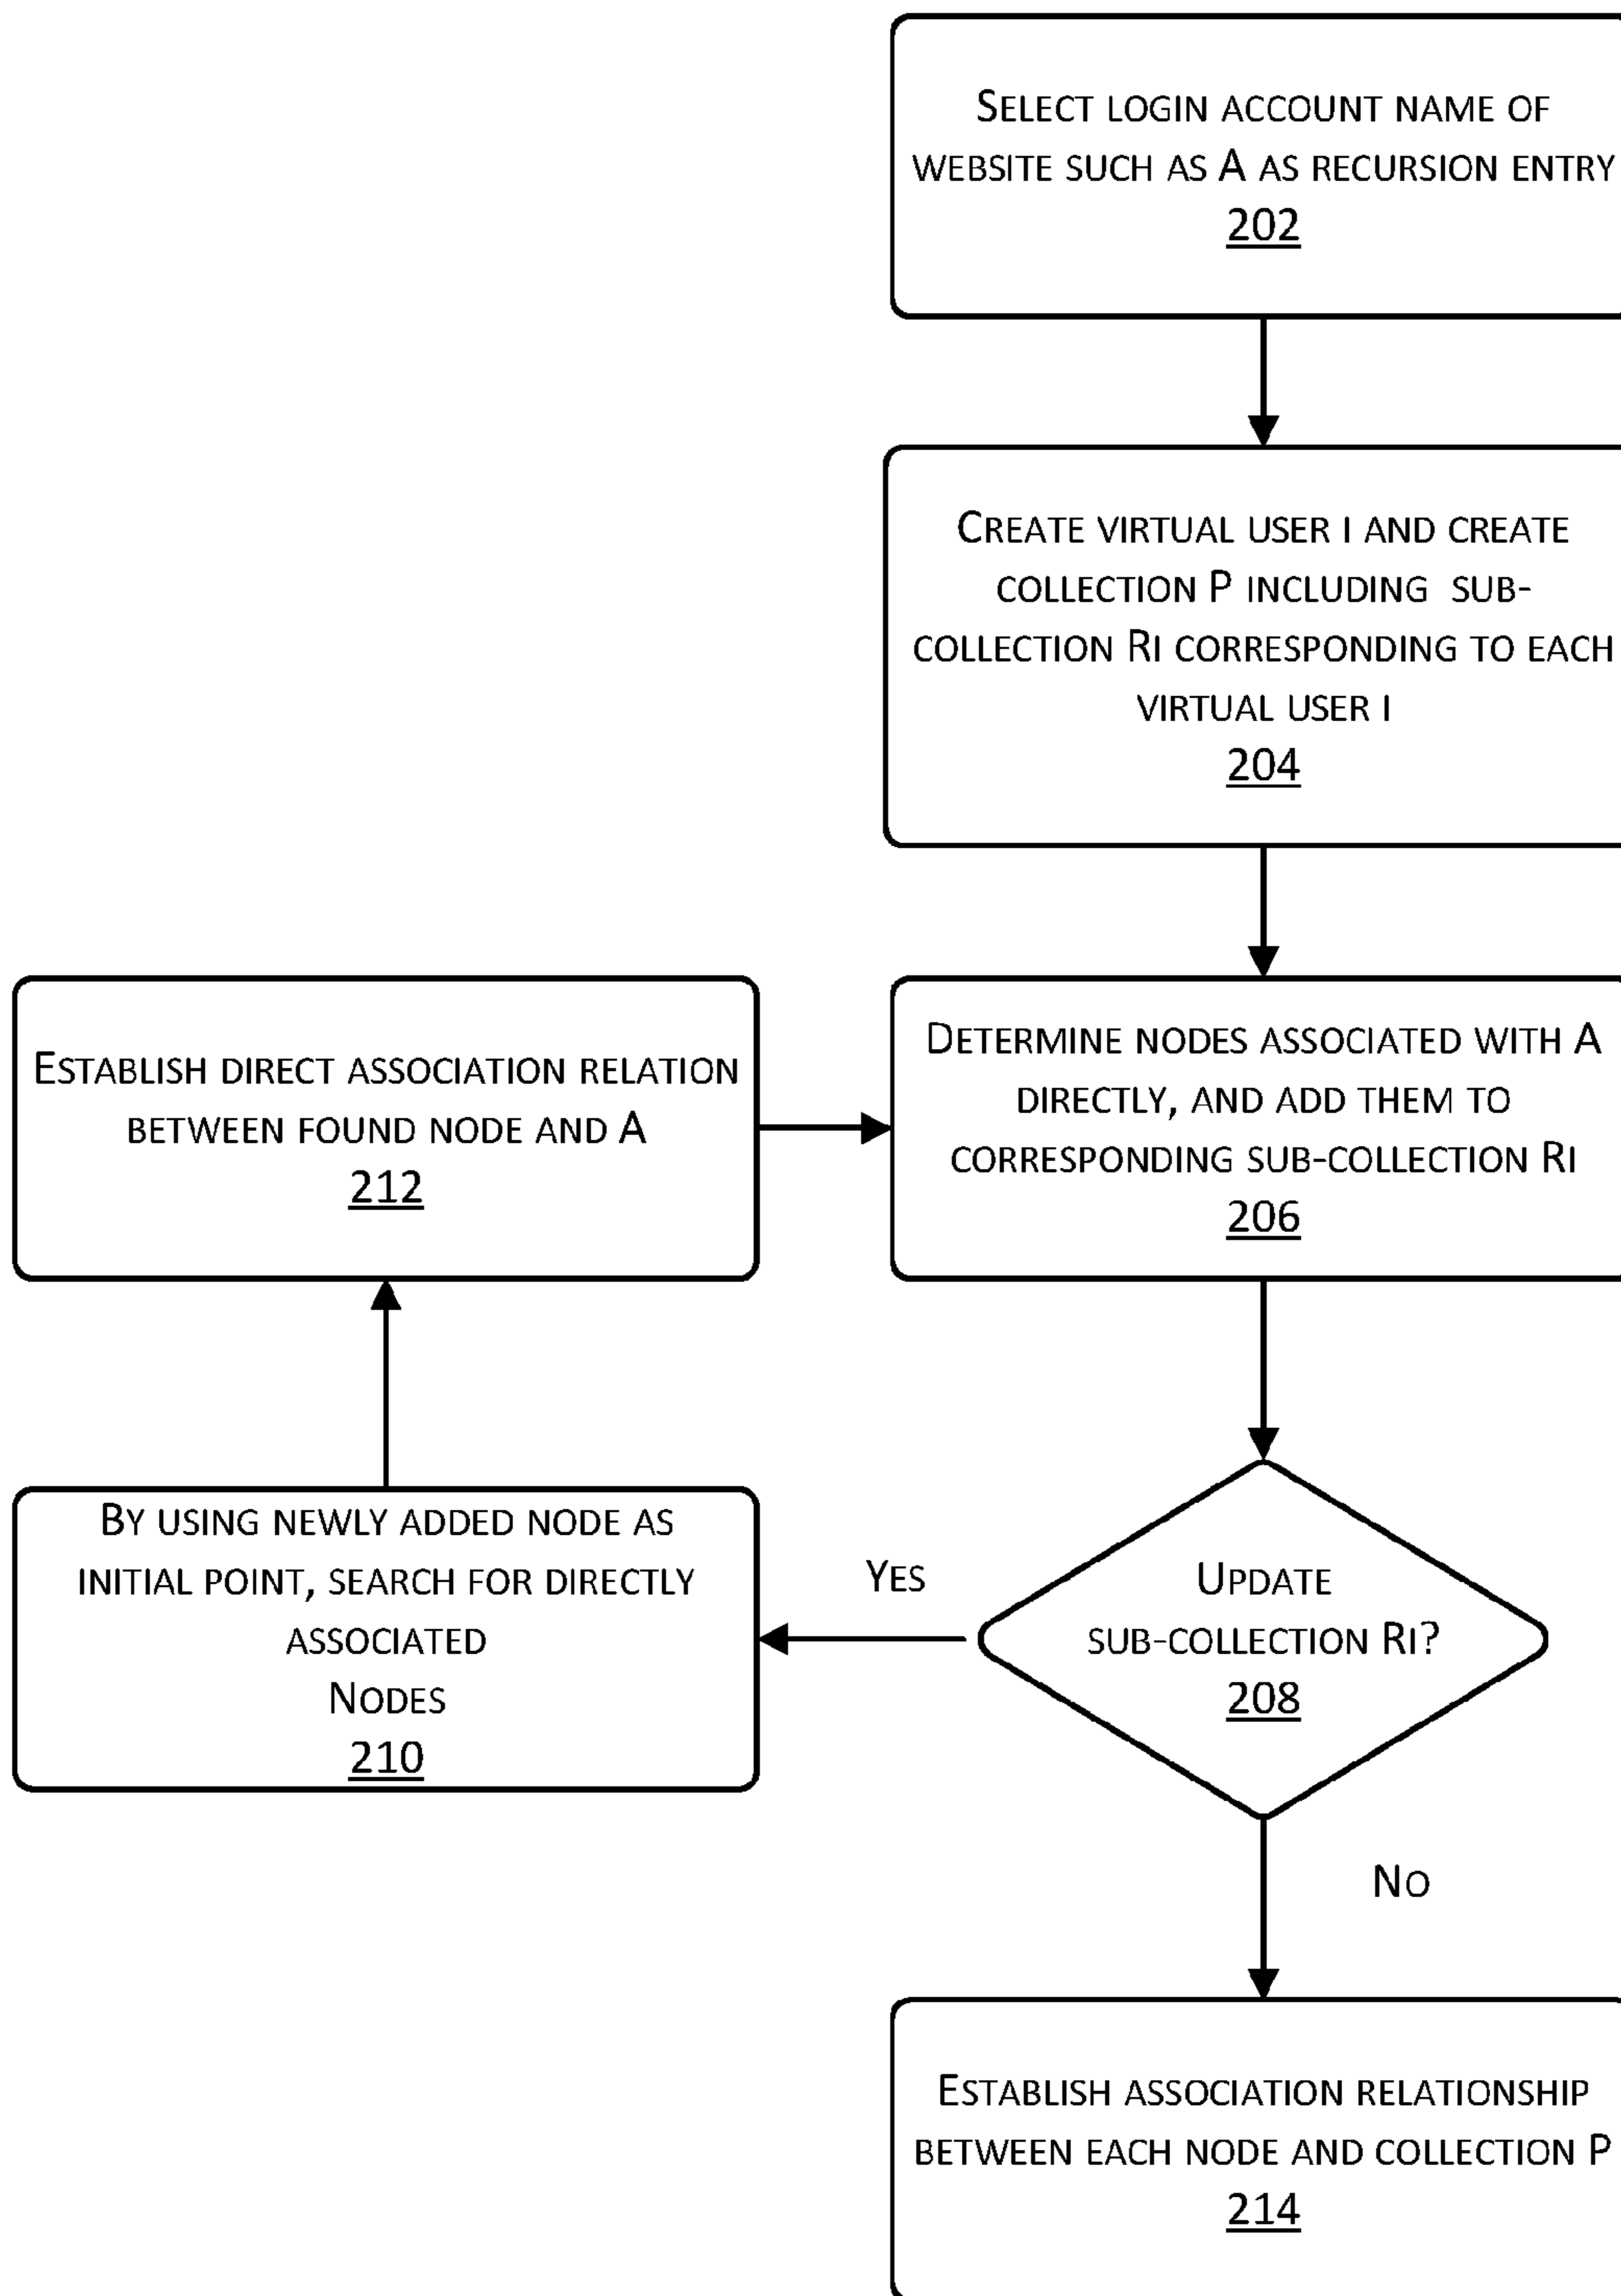 SELECT LOGIN ACCOUNT NAME OF
WEBSITE SUCH AS A AS RECURSION ENTRY
202
CREATE VIRTUAL USER I AND CREATE
COLLECTION P INCLUDING SUB-
COLLECTION RI CORRESPONDING TO EACH
VIRTUAL USER I
204
ESTABLISH DIRECT ASSOCIATION RELATION
BETWEEN FOUND NODE AND A
212
DETERMINE NODES ASSOCIATED WITH A
DIRECTLY, AND ADD THEM TO
CORRESPONDING SUB-COLLECTION RI
206
BY USING NEWLY ADDED NODE AS
INITIAL POINT, SEARCH FOR DIRECTLY
ASSOCIATED
NODES
210
YES
UPDATE
SUB-COLLECTION RI?
208
NO
ESTABLISH ASSOCIATION RELATIONSHIP
BETWEEN EACH NODE AND COLLECTION P
214